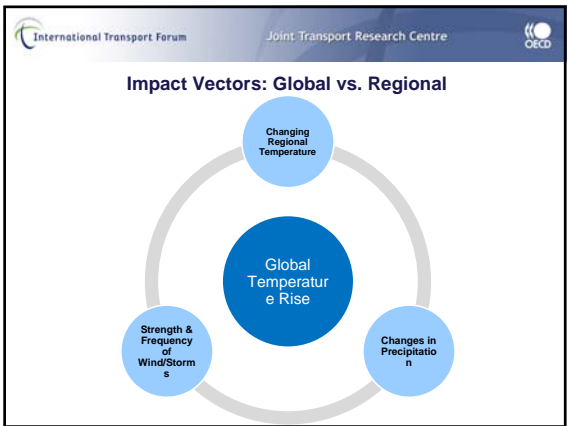 International Transport Forum
Joint Transport Research Centre
OECD
Impact Vectors: Global vs. Regional
Changing
Regional
Temperature
Global
Temperatur
e Rise
Strength &
Frequency
of
Wind/Storm
s
Changes in
Precipitatio
n